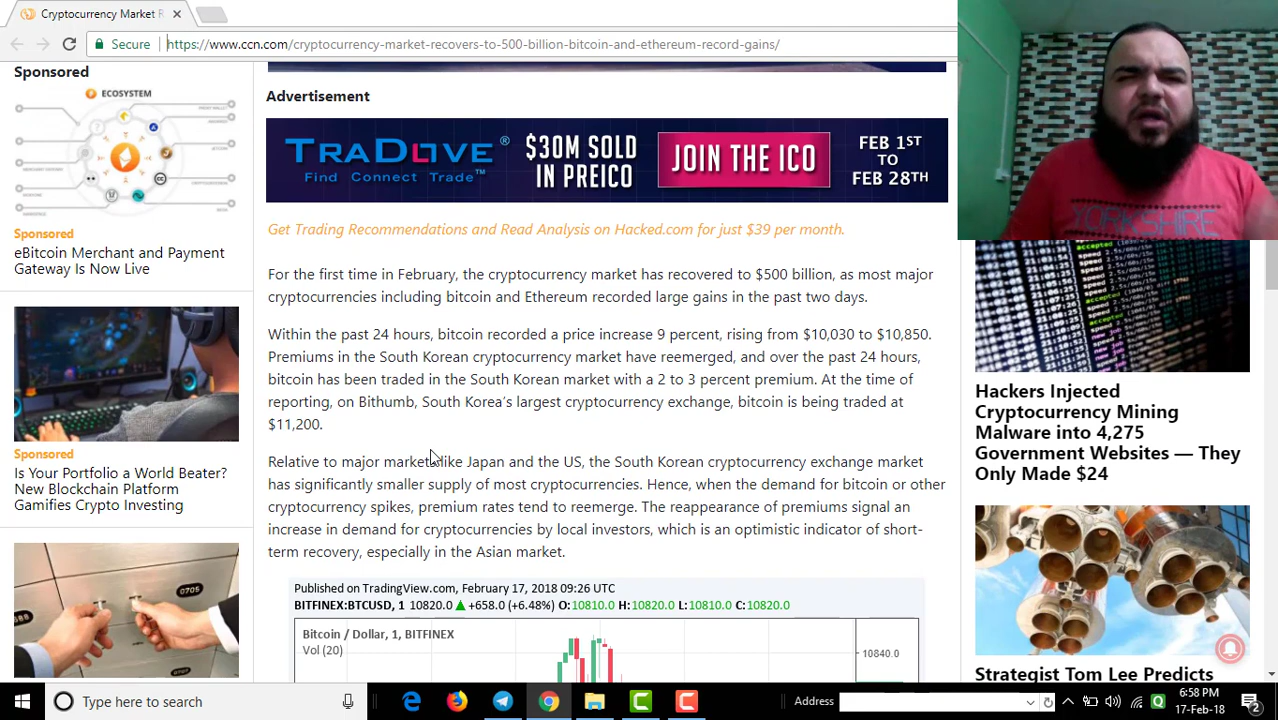 Cryptocurrency Market R
Secure
https://www.ccn.com/cryptocurrency-market-recovers-to-500-billion-bitcoin-and-ethereum-record-gains/
Sponsored
ECOSYSTEM
Sponsored
eBitcoin Merchant and Payment
Gateway Is Now Live
Sponsored
Is Your Portfolio a World Beater?
New Blockchain Platform
Gamifies Crypto Investing
0705
Advertisement
TRADLOVE®
Find Connect Trade™
$30M SOLD
IN PREICO
JOIN THE ICO
FEB 1ST
TO
FEB 28TH
Get Trading Recommendations and Read Analysis on Hacked.com for just $39 per month.
For the first time in February, the cryptocurrency market has recovered to $500 billion, as most major
cryptocurrencies including bitcoin and Ethereum recorded large gains in the past two days.
Within the past 24 hours, bitcoin recorded a price increase 9 percent, rising from $10,030 to $10,850.
Premiums in the South Korean cryptocurrency market have reemerged, and over the past 24 hours,
bitcoin has been traded in the South Korean market with a 2 to 3 percent premium. At the time of
reporting, on Bithumb, South Korea's largest cryptocurrency exchange, bitcoin is being traded at
$11,200.
Relative to major markets like Japan and the US, the South Korean cryptocurrency exchange market
has significantly smaller supply of most cryptocurrencies. Hence, when the demand for bitcoin or other
cryptocurrency spikes, premium rates tend to reemerge. The reappearance of premiums signal an
increase in demand for cryptocurrencies by local investors, which is an optimistic indicator of short-
term recovery, especially in the Asian market.
Published on TradingView.com, February 17, 2018 09:26 UTC
BITFINEX:BTCUSD, 1 10820.0 ▲ +658.0 (+6.48%) O:10810.0 H:10820.0 L:10810.0 C:10820.0
Bitcoin / Dollar, 1, BITFINEX
Vol (20)
10840.0
YORKSHIRE
Hackers Injected
Cryptocurrency Mining
Malware into 4,275
Government Websites — They
Only Made $24
Strategist Tom Lee Predicts
Type here to search
Address
6:58 PM
17-Feb-18
2